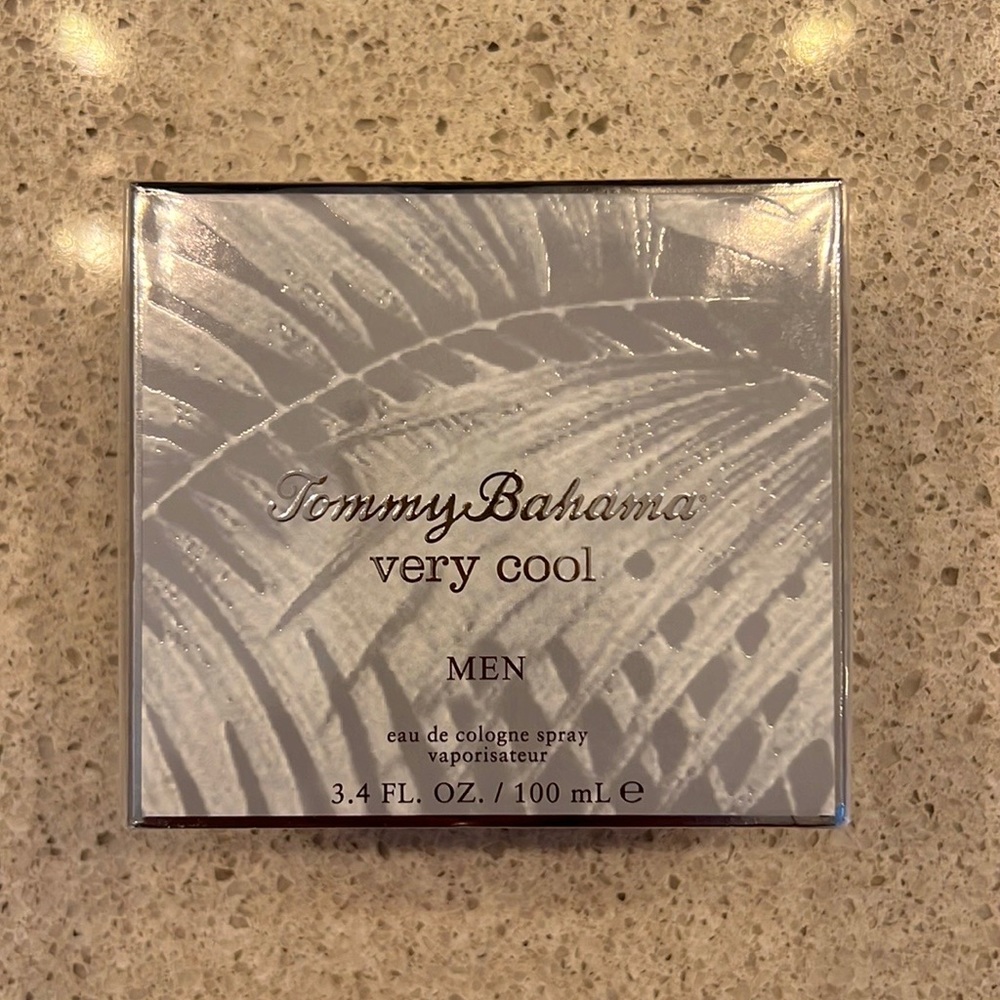 Tommy Bahama®
very cool
MEN
eau de cologne spray
vaporisateur
3.4 FL. OZ. / 100 mL ℮